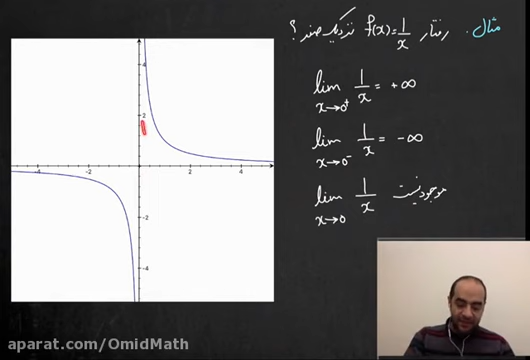 مثال. رفتار f(x)=1/x نزدیک صفر ؟
lim x→0⁺ 1/x = +∞
lim x→0⁻ 1/x = -∞
lim x→0 1/x موجود نیست
4
2
-4 -2 0 2 4
-2
-4
aparat.com/OmidMath